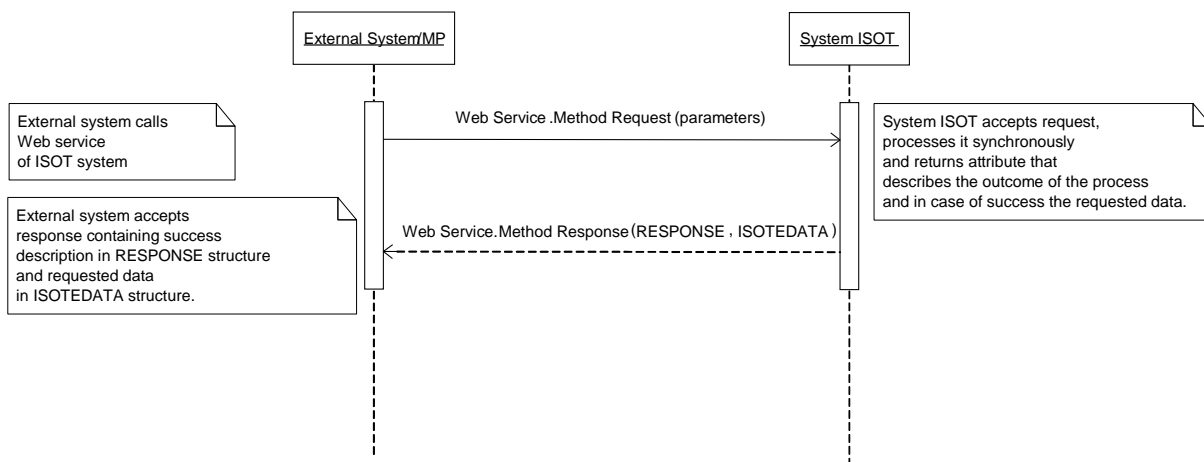 External System/MP
System ISOT
External system calls
Web service
of ISOT system
Web Service .Method Request (parameters)
System ISOT accepts request,
processes it synchronously
and returns attribute that
describes the outcome of the process
and in case of success the requested data.
External system accepts
response containing success
description in RESPONSE structure
and requested data
in ISOTEDATA structure.
Web Service.Method Response (RESPONSE , ISOTEDATA )